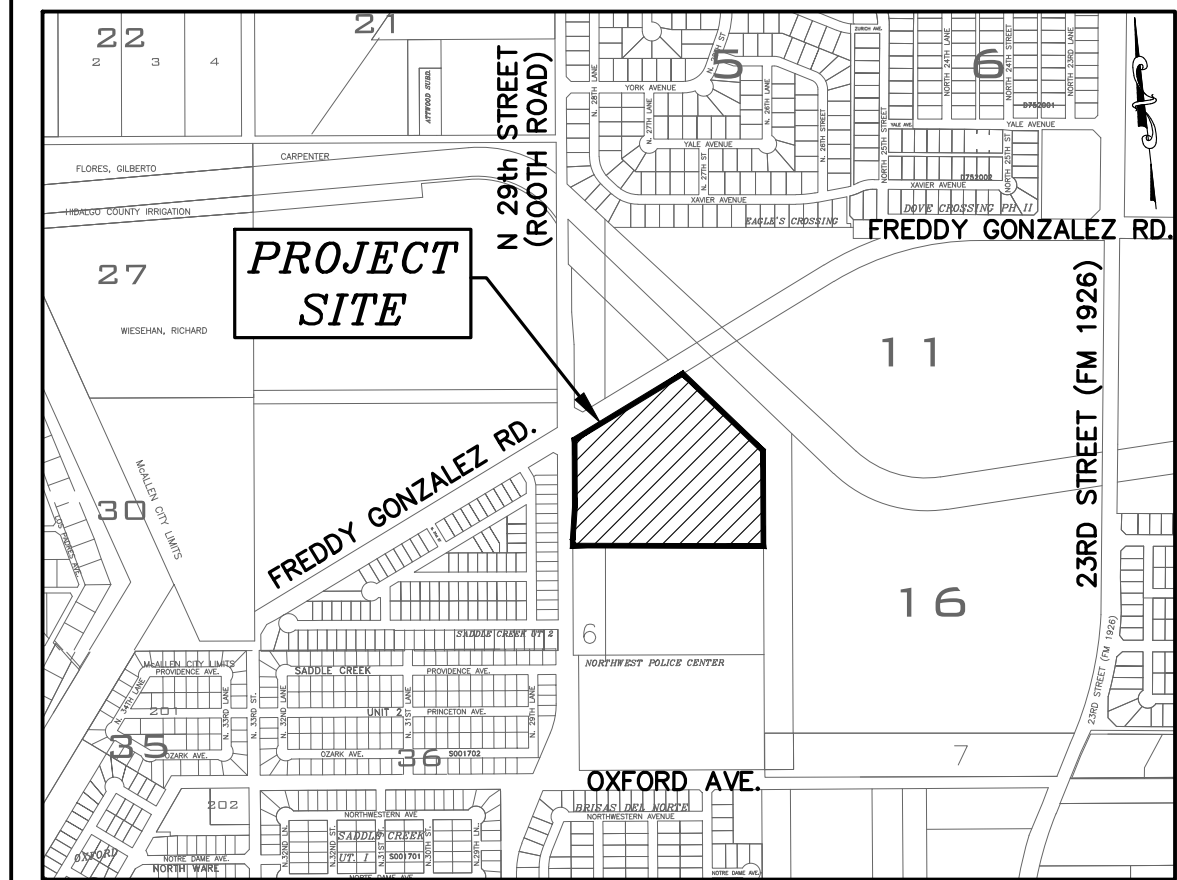 22
21
2 3 4
ATTWOOD SUBD.
N 29th STREET
(ROOTH ROAD)
N. 28TH LANE
YORK AVENUE
N. 27TH LANE
N. 26TH LANE
N. 26TH STREET
YALE AVENUE
N. 27TH ST
XAVIER AVENUE
EAGLE'S CROSSING
5
ZURICH AVE.
NORTH 24TH LANE
NORTH 24TH STREET
NORTH 23RD LANE
6
D752001
YALE AVE.
YALE AVENUE
NORTH 25TH STREET
NORTH 25TH ST
D752002
XAVIER AVENUE
DOVE CROSSING PH II
FREDDY GONZALEZ RD.
FLORES, GILBERTO
CARPENTER
HIDALGO COUNTY IRRIGATION
27
WIESEHAN, RICHARD
PROJECT
SITE
11
23RD STREET (FM 1926)
FREDDY GONZALEZ RD.
30
McALLEN CITY LIMITS
LOS PADRES AVE.
16
6
NORTHWEST POLICE CENTER
SADDLE CREEK UT 2
McALLEN CITY LIMITS
PROVIDENCE AVE.
SADDLE CREEK
PROVIDENCE AVE.
N. 34TH LANE
N. 33RD LANE
N. 33RD ST.
N. 32ND LANE
N. 31ST LANE
N. 29TH LANE
201
UNIT 2
PRINCETON AVE.
35
OZARK AVE.
OZARK AVE.
S001702
36
23RD STREET (FM 1926)
7
OXFORD AVE.
202
NORTHWESTERN AVE
BRISAS DEL NORTE
NORTHWESTERN AVENUE
N.32ND LN.
N.32ND ST.
N.31ST ST.
N.30TH ST.
N.29TH LN.
SADDLE CREEK
UT. 1
S001701
OXFORD
NOTRE DAME AVE.
NORTH WARE
NOTRE DAME AVE.
NOTRE DAME AVE.